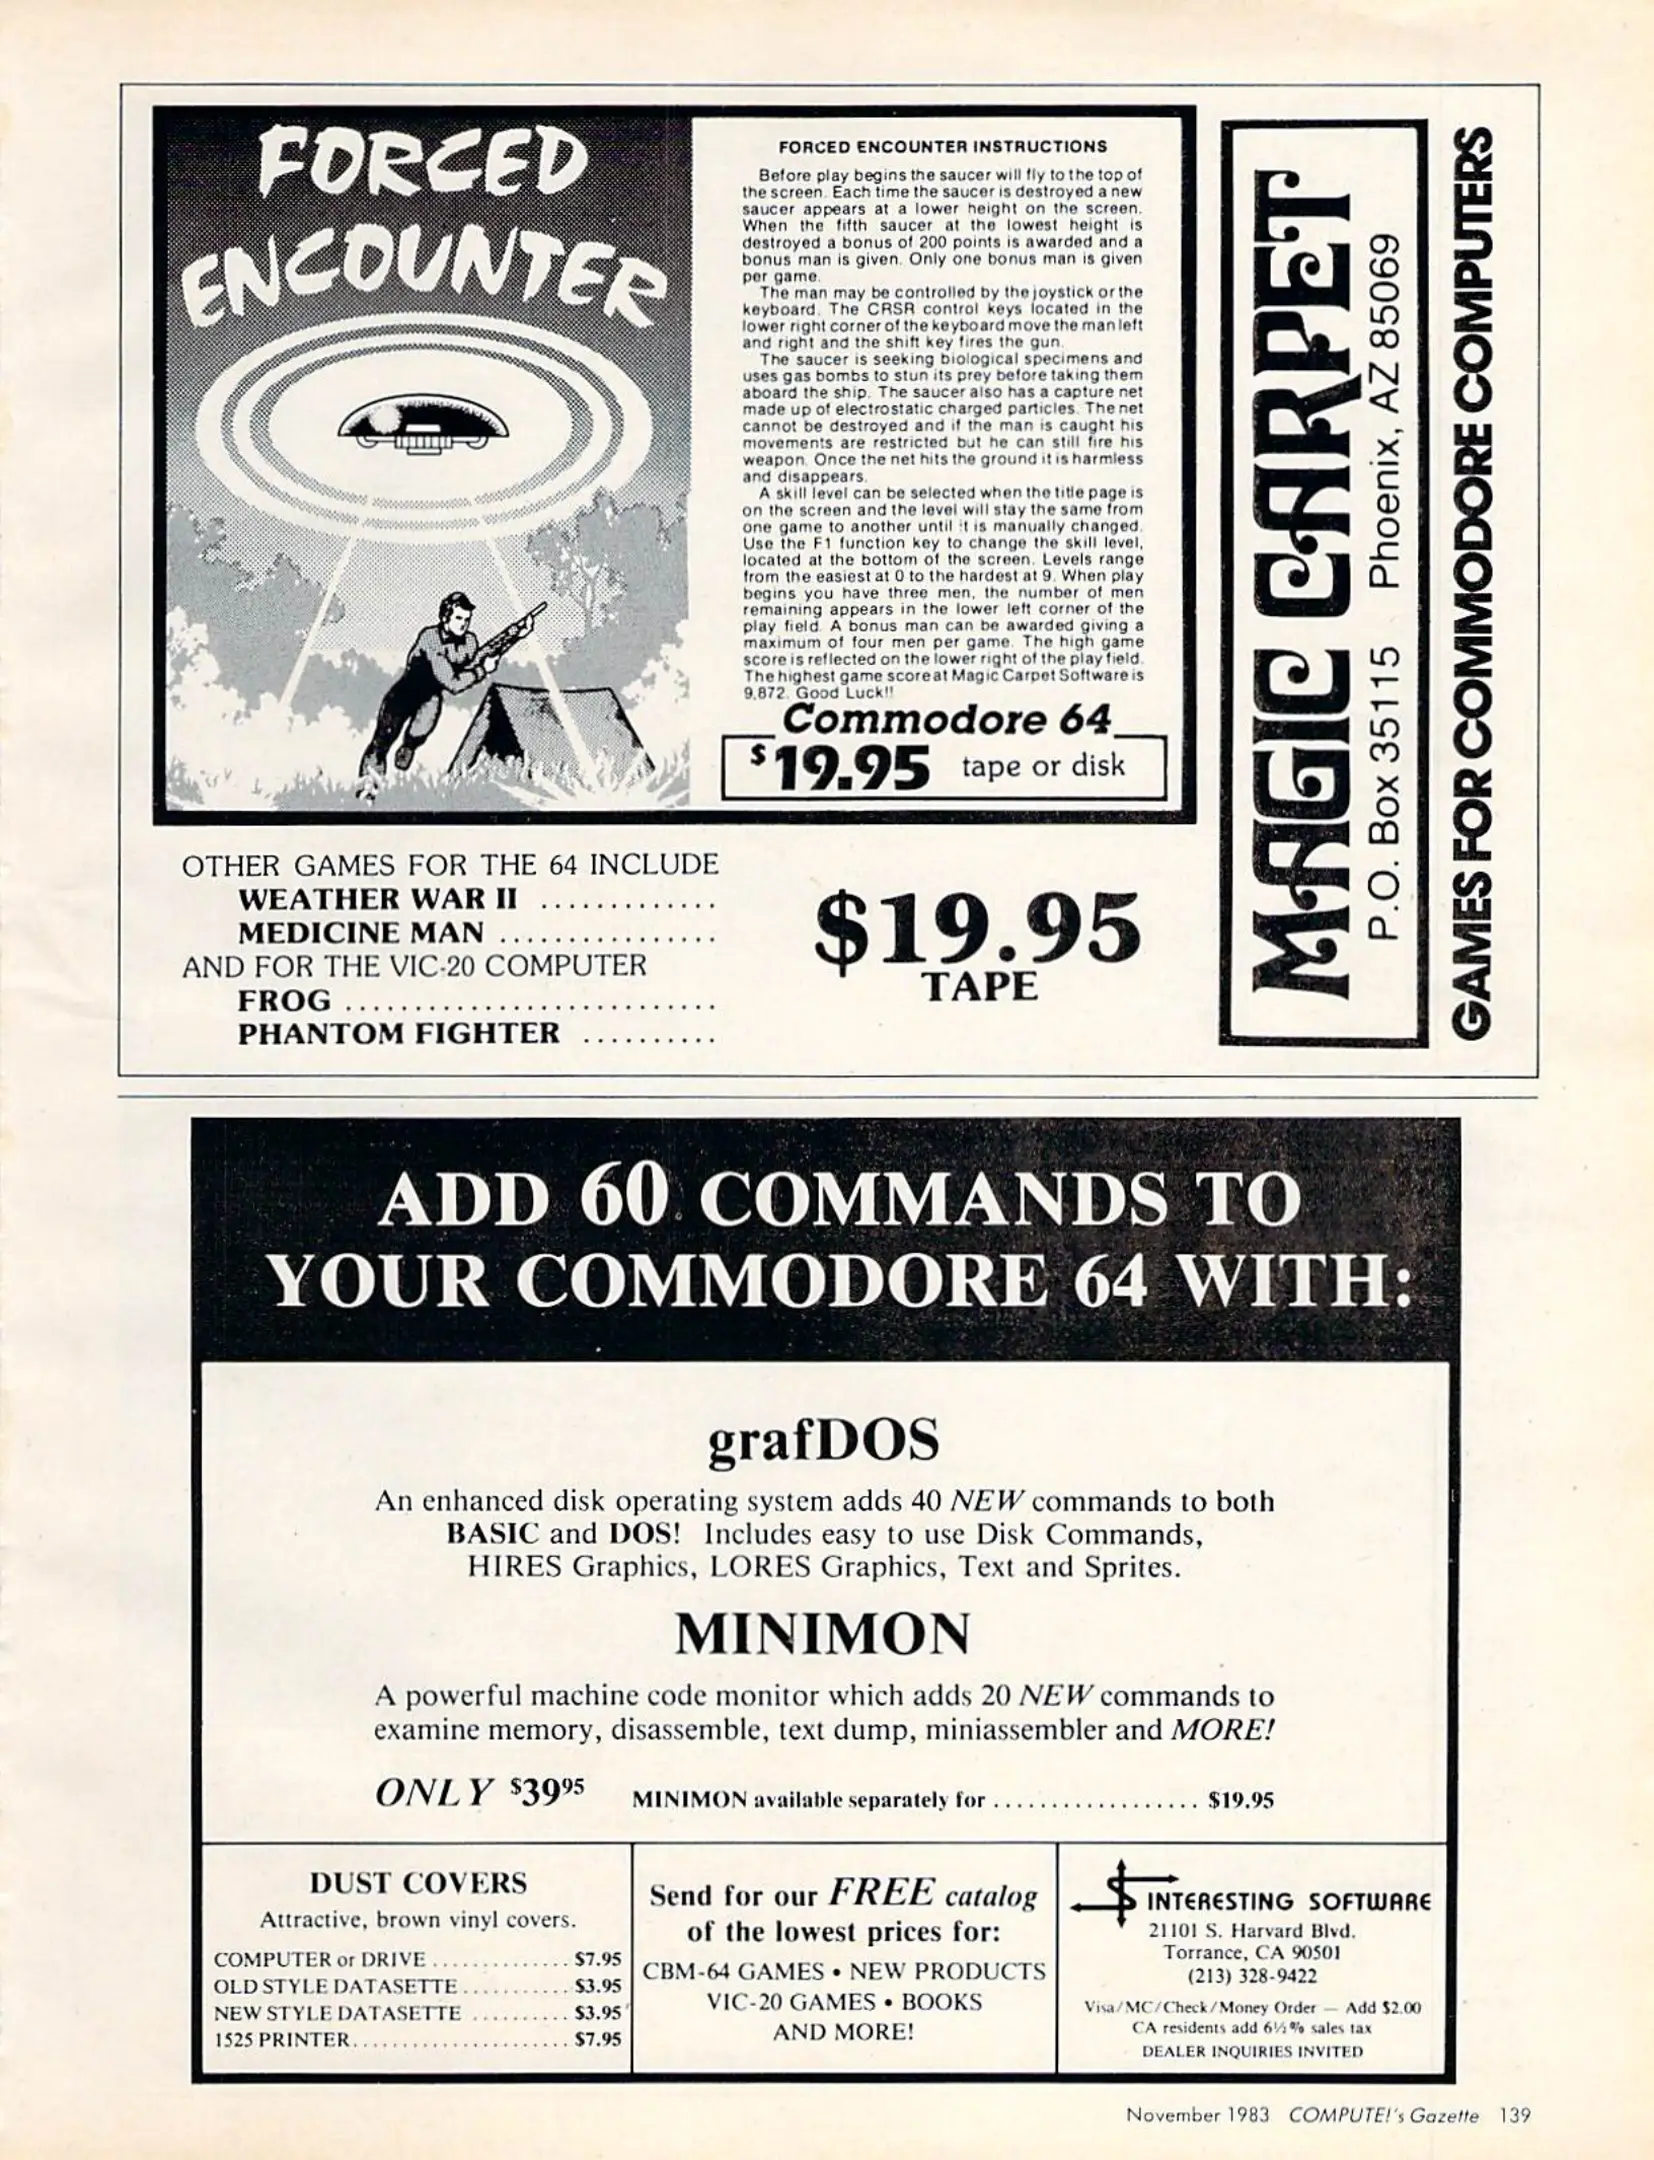 FORCED
ENCOUNTER
FORCED ENCOUNTER INSTRUCTIONS
Before play begins the saucer will fly to the top of
the screen. Each time the saucer is destroyed a new
saucer appears at a lower height on the screen.
When the fifth saucer at the lowest height is
destroyed a bonus of 200 points is awarded and a
bonus man is given. Only one bonus man is given
per game.
The man may be controlled by the joystick or the
keyboard. The CRSR control keys located in the
lower right corner of the keyboard move the man left
and right and the shift key fires the gun.
The saucer is seeking biological specimens and
uses gas bombs to stun its prey before taking them
aboard the ship. The saucer also has a capture net
made up of electrostatic charged particles. The net
cannot be destroyed and if the man is caught his
movements are restricted but he can still fire his
weapon. Once the net hits the ground it is harmless
and disappears.
A skill level can be selected when the title page is
on the screen and the level will stay the same from
one game to another until it is manually changed.
Use the F1 function key to change the skill level,
located at the bottom of the screen. Levels range
from the easiest at 0 to the hardest at 9. When play
begins you have three men, the number of men
remaining appears in the lower left corner of the
play field. A bonus man can be awarded giving a
maximum of four men per game. The high game
score is reflected on the lower right of the play field.
The highest game score at Magic Carpet Software is
9,872. Good Luck!!
Commodore 64
$19.95 tape or disk
OTHER GAMES FOR THE 64 INCLUDE
WEATHER WAR II .............
MEDICINE MAN ................
AND FOR THE VIC-20 COMPUTER
FROG ...........................
PHANTOM FIGHTER ..........
$19.95
TAPE
MAGIC CARPET
P.O. Box 35115 Phoenix, AZ 85069
GAMES FOR COMMODORE COMPUTERS
ADD 60 COMMANDS TO
YOUR COMMODORE 64 WITH:
grafDOS
An enhanced disk operating system adds 40 NEW commands to both
BASIC and DOS! Includes easy to use Disk Commands,
HIRES Graphics, LORES Graphics, Text and Sprites.
MINIMON
A powerful machine code monitor which adds 20 NEW commands to
examine memory, disassemble, text dump, miniassembler and MORE!
ONLY $39⁹⁵ MINIMON available separately for .................. $19.95
DUST COVERS
Attractive, brown vinyl covers.
COMPUTER or DRIVE .............. $7.95
OLD STYLE DATASETTE ........... $3.95
NEW STYLE DATASETTE .......... $3.95
1525 PRINTER ...................... $7.95
Send for our FREE catalog
of the lowest prices for:
CBM-64 GAMES • NEW PRODUCTS
VIC-20 GAMES • BOOKS
AND MORE!
INTERESTING SOFTWARE
21101 S. Harvard Blvd.
Torrance, CA 90501
(213) 328-9422
Visa/MC/Check/Money Order — Add $2.00
CA residents add 6½% sales tax
DEALER INQUIRIES INVITED
November 1983 COMPUTE!'s Gazette 139